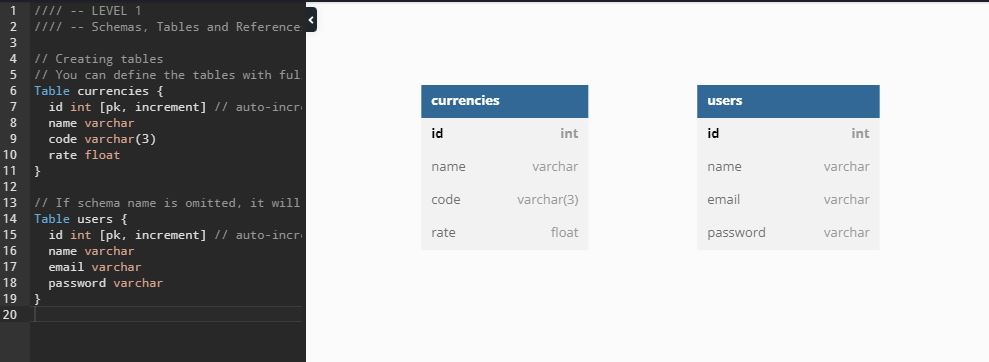 1 //// -- LEVEL 1
2 //// -- Schemas, Tables and Reference
3
4 // Creating tables
5 // You can define the tables with ful
6 Table currencies {
7 id int [pk, increment] // auto-incr
8 name varchar
9 code varchar(3)
10 rate float
11 }
12
13 // If schema name is omitted, it will
14 Table users {
15 id int [pk, increment] // auto-incr
16 name varchar
17 email varchar
18 password varchar
19 }
20
currencies
id int
name varchar
code varchar(3)
rate float
users
id int
name varchar
email varchar
password varchar